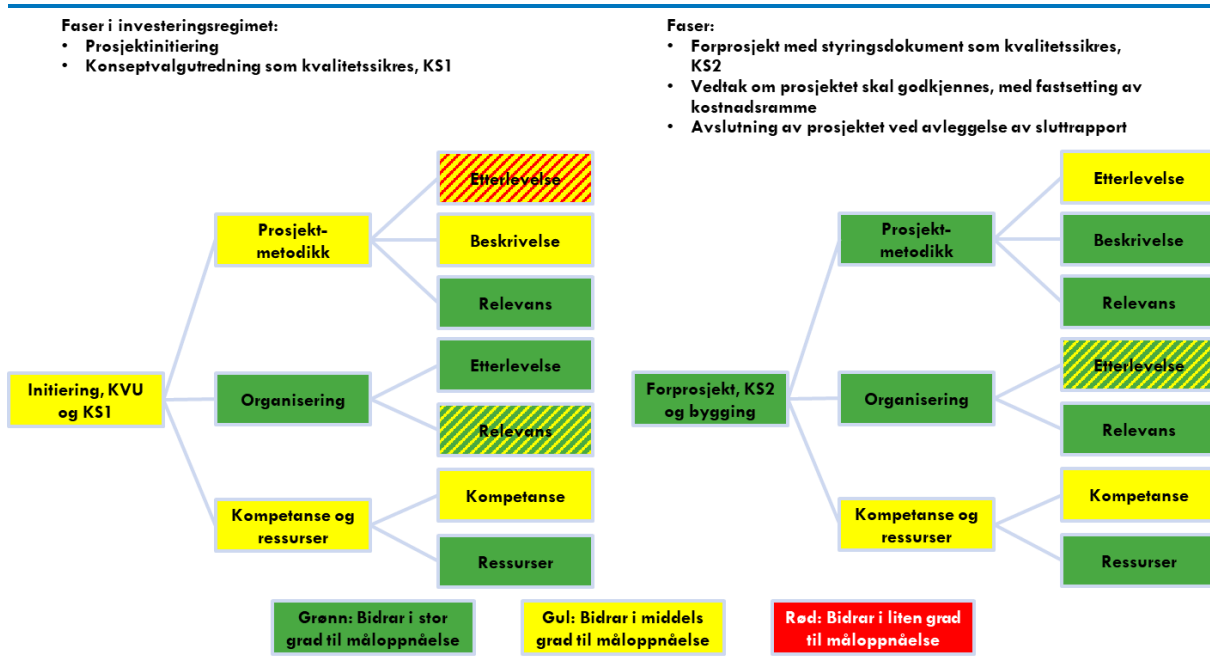 Faser i investeringsregimet:
• Prosjektinitiering
• Konseptvalgutredning som kvalitetssikres, KS1
Faser:
• Forprosjekt med styringsdokument som kvalitetssikres,
KS2
• Vedtak om prosjektet skal godkjennes, med fastsetting av
kostnadsramme
• Avslutning av prosjektet ved avleggelse av sluttrapport
Initiering, KVU
og KS1
Prosjekt-
metodikk
Etterlevelse
Beskrivelse
Relevans
Organisering
Etterlevelse
Relevans
Kompetanse og
ressurser
Kompetanse
Ressurser
Forprosjekt, KS2
og bygging
Prosjekt-
metodikk
Etterlevelse
Beskrivelse
Relevans
Organisering
Etterlevelse
Relevans
Kompetanse og
ressurser
Kompetanse
Ressurser
Grønn: Bidrar i stor
grad til måloppnåelse
Gul: Bidrar i middels
grad til måloppnåelse
Rød: Bidrar i liten grad
til måloppnåelse